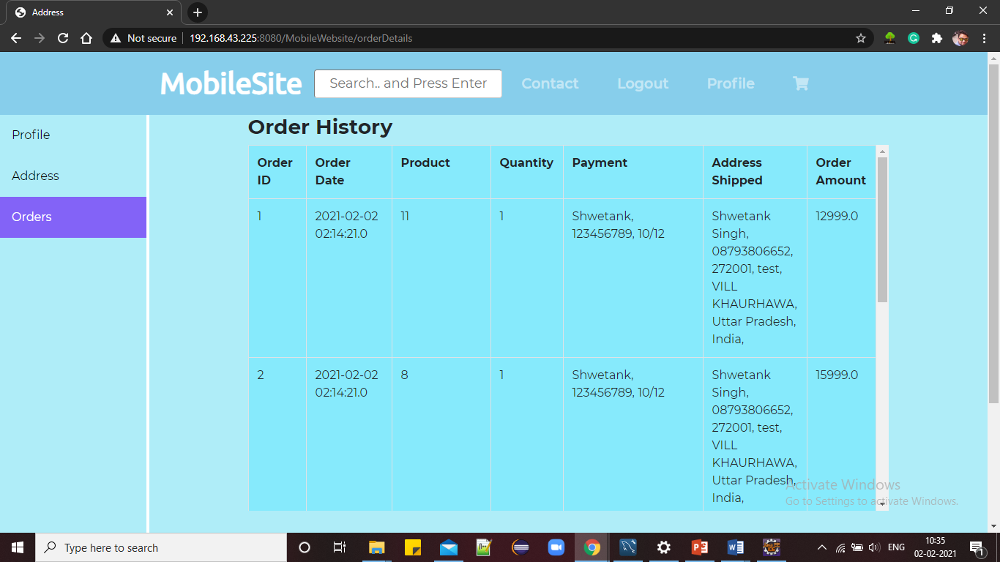 Address
Not secure 192.168.43.225:8080/MobileWebsite/orderDetails
MobileSite Search.. and Press Enter Contact Logout Profile
Profile
Address
Orders
Order History
Order ID Order Date Product Quantity Payment Address Shipped Order Amount
1 2021-02-02 11 1 Shwetank, Shwetank 12999.0
02:14:21.0 123456789, 10/12 Singh,
08793806652,
272001, test,
VILL
KHAURHAWA,
Uttar Pradesh,
India,
2 2021-02-02 8 1 Shwetank, Shwetank 15999.0
02:14:21.0 123456789, 10/12 Singh,
08793806652,
272001, test,
VILL
KHAURHAWA,
Uttar Pradesh,
India,
Activate Windows
Go to Settings to activate Windows.
Type here to search
ENG
10:35
02-02-2021
1